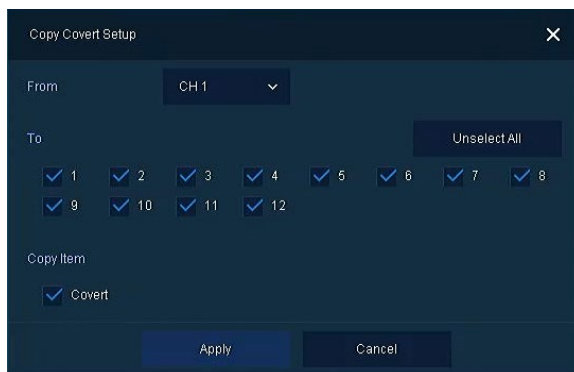 Copy Covert Setup
From CH 1
To Unselect All
1 2 3 4 5 6 7 8
9 10 11 12
Copy Item
Covert
Apply Cancel